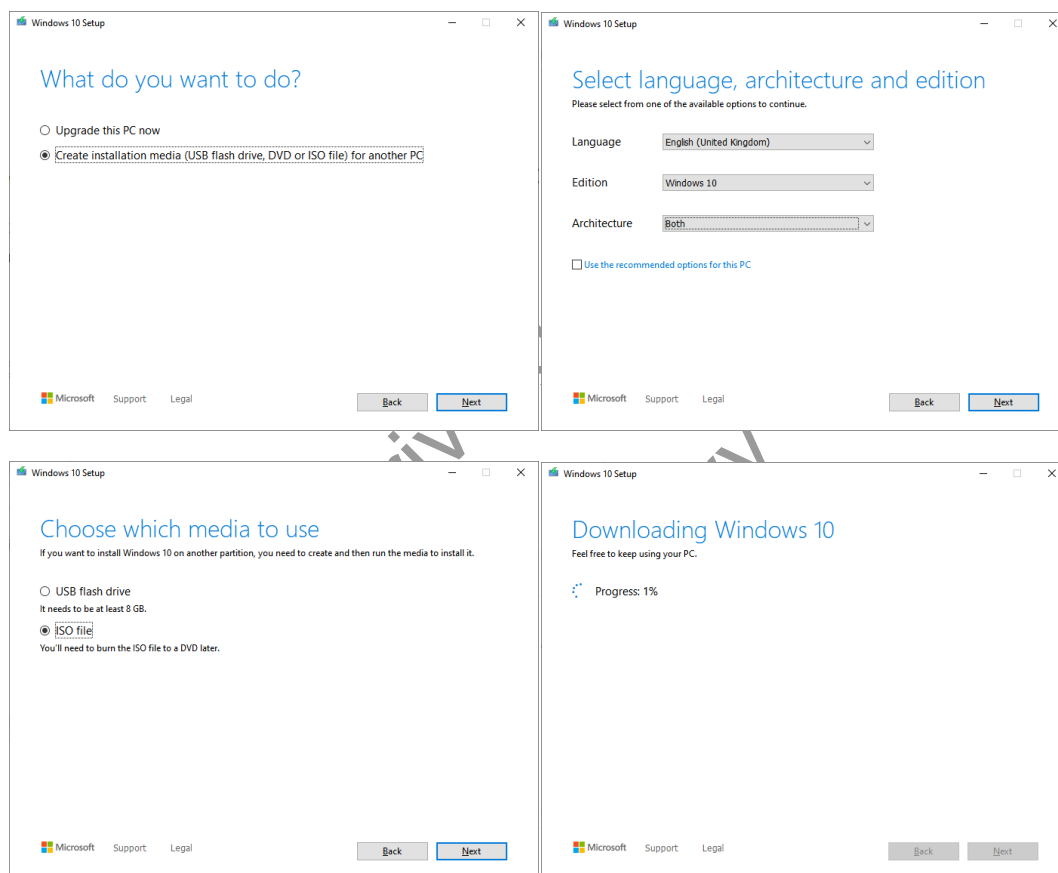 Windows 10 Setup
What do you want to do?
Upgrade this PC now
Create installation media (USB flash drive, DVD or ISO file) for another PC
Microsoft Support Legal
Back Next
Windows 10 Setup
Select language, architecture and edition
Please select from one of the available options to continue.
Language English (United Kingdom)
Edition Windows 10
Architecture Both
Use the recommended options for this PC
Microsoft Support Legal
Back Next
Windows 10 Setup
Choose which media to use
If you want to install Windows 10 on another partition, you need to create and then run the media to install it.
USB flash drive
It needs to be at least 8 GB.
ISO file
You'll need to burn the ISO file to a DVD later.
Microsoft Support Legal
Back Next
Windows 10 Setup
Downloading Windows 10
Feel free to keep using your PC.
Progress: 1%
Microsoft Support Legal
Back Next